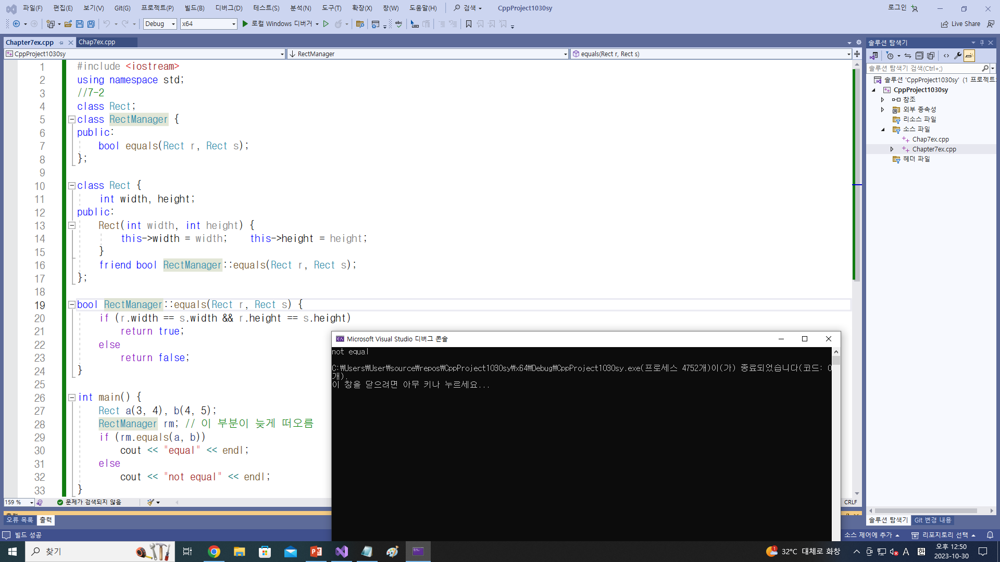 파일(F) 편집(E) 보기(V) Git(G) 프로젝트(P) 빌드(B) 디버그(D) 테스트(S) 분석(N) 도구(T) 확장(X) 창(W) 도움말(H) 검색 CppProject1030sy 로그인
Debug x64 로컬 Windows 디버거 Live Share
Chapter7ex.cpp Chap7ex.cpp
CppProject1030sy RectManager equals(Rect r, Rect s)
1 #include <iostream>
2 using namespace std;
3 //7-2
4 class Rect;
5 class RectManager {
6 public:
7 bool equals(Rect r, Rect s);
8 };
9
10 class Rect {
11 int width, height;
12 public:
13 Rect(int width, int height) {
14 this->width = width;    this->height = height;
15 }
16 friend bool RectManager::equals(Rect r, Rect s);
17 };
18
19 bool RectManager::equals(Rect r, Rect s) {
20 if (r.width == s.width && r.height == s.height)
21 return true;
22 else
23 return false;
24 }
25
26 int main() {
27 Rect a(3, 4), b(4, 5);
28 RectManager rm; // 이 부분이 늦게 떠오름
29 if (rm.equals(a, b))
30 cout << "equal" << endl;
31 else
32 cout << "not equal" << endl;
33 }
159 % 문제가 검색되지 않음 CRLF
오류 목록 출력
빌드 성공
Microsoft Visual Studio 디버그 콘솔
not equal
C:₩Users₩User₩source₩repos₩CppProject1030sy₩x64₩Debug₩CppProject1030sy.exe(프로세스 4752개)이(가) 종료되었습니다(코드: 0
개).
이 창을 닫으려면 아무 키나 누르세요...
솔루션 탐색기
솔루션 탐색기 검색(Ctrl+;)
솔루션 'CppProject1030sy' (1 프로젝트
CppProject1030sy
참조
외부 종속성
리소스 파일
소스 파일
Chap7ex.cpp
Chapter7ex.cpp
헤더 파일
솔루션 탐색기 Git 변경 내용
소스 제어에 추가 리포지토리 선택
찾기
1 32°C 대체로 화창 A 한 오후 12:50
2023-10-30